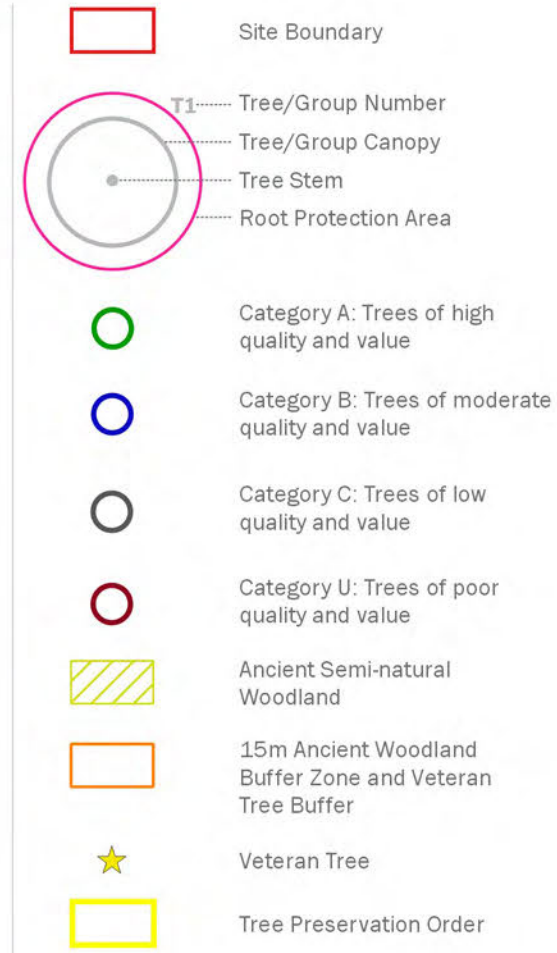 Site Boundary
T1
Tree/Group Number
Tree/Group Canopy
Tree Stem
Root Protection Area
Category A: Trees of high
quality and value
Category B: Trees of moderate
quality and value
Category C: Trees of low
quality and value
Category U: Trees of poor
quality and value
Ancient Semi-natural
Woodland
15m Ancient Woodland
Buffer Zone and Veteran
Tree Buffer
Veteran Tree
Tree Preservation Order